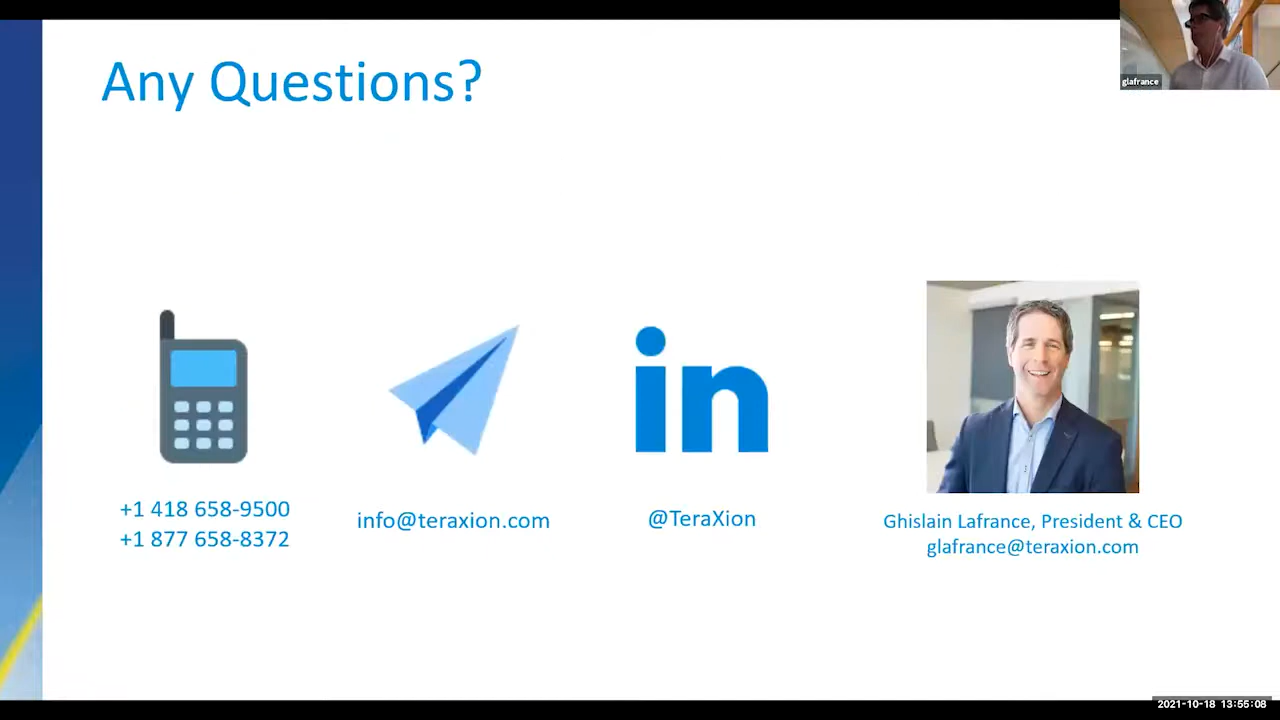 Any Questions?
glafrance
in
+1 418 658-9500
+1 877 658-8372
info@teraxion.com
@TeraXion
Ghislain Lafrance, President & CEO
glafrance@teraxion.com
2021-10-18 13:55:08